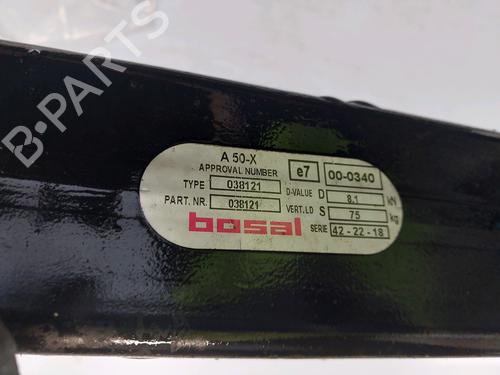 A 50-X
APPROVAL NUMBER e7 00-0340
TYPE 038121 D-VALUE D 8.1 kN
PART. NR. 038121 VERT.LD S 75 kg
bosal SERIE 42 - 22 - 18